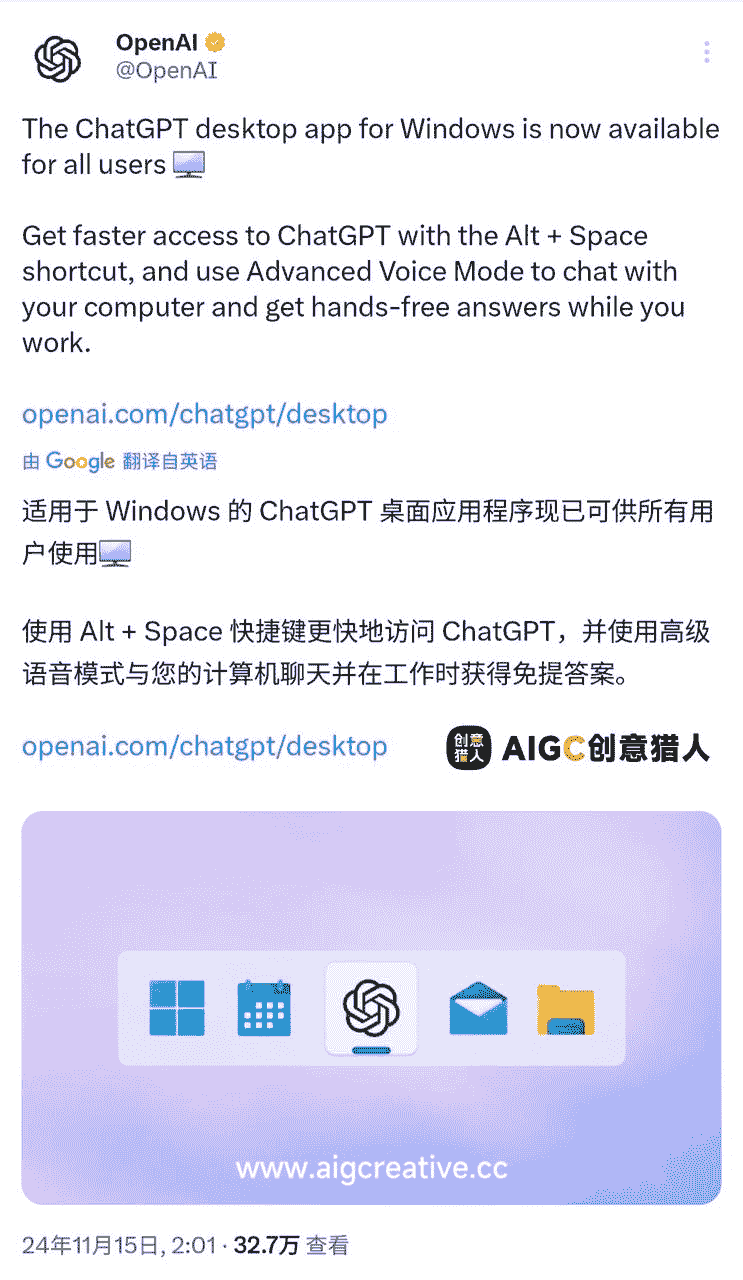 OpenAI
@OpenAI
The ChatGPT desktop app for Windows is now available
for all users
Get faster access to ChatGPT with the Alt + Space
shortcut, and use Advanced Voice Mode to chat with
your computer and get hands-free answers while you
work.
openai.com/chatgpt/desktop
由 Google 翻译自英语
适用于 Windows 的 ChatGPT 桌面应用程序现已可供所有用
户使用
使用 Alt + Space 快捷键更快地访问 ChatGPT，并使用高级
语音模式与您的计算机聊天并在工作时获得免提答案。
openai.com/chatgpt/desktop
创意
猎人
AIGC创意猎人
www.aigcreative.cc
24年11月15日, 2:01 · 32.7万 查看